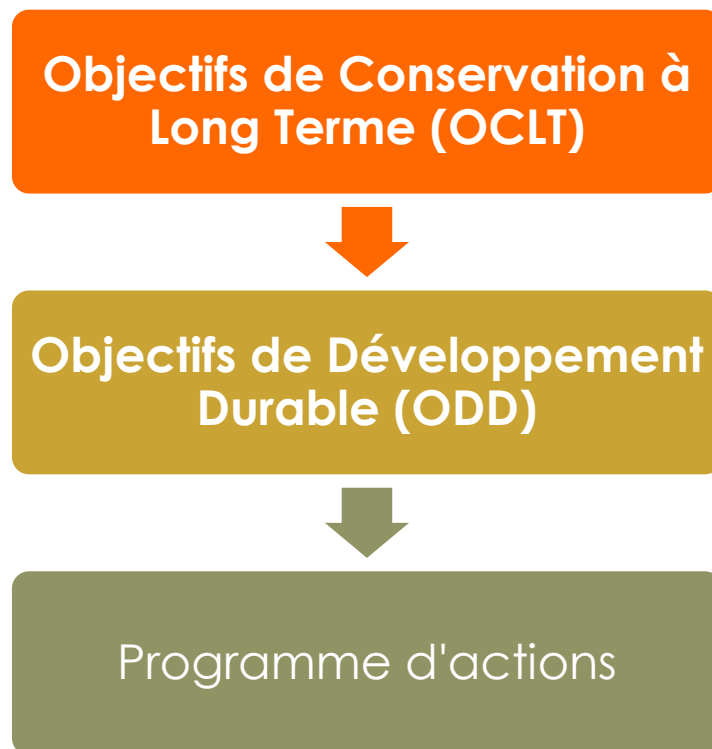 Objectifs de Conservation à
Long Terme (OCLT)
Objectifs de Développement
Durable (ODD)
Programme d'actions